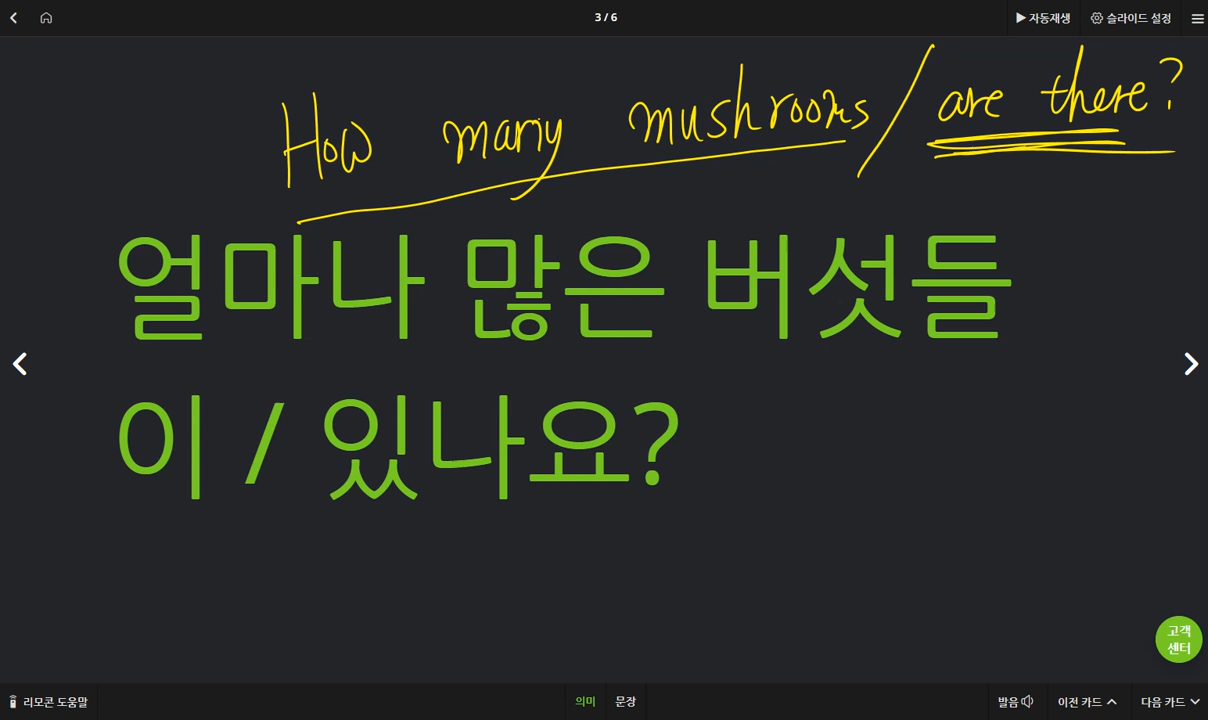 3 / 6
자동재생
슬라이드 설정
How many mushrooms / are there?
얼마나 많은 버섯들
이 / 있나요?
고객
센터
리모콘 도움말
의미
문장
발음
이전 카드
다음 카드